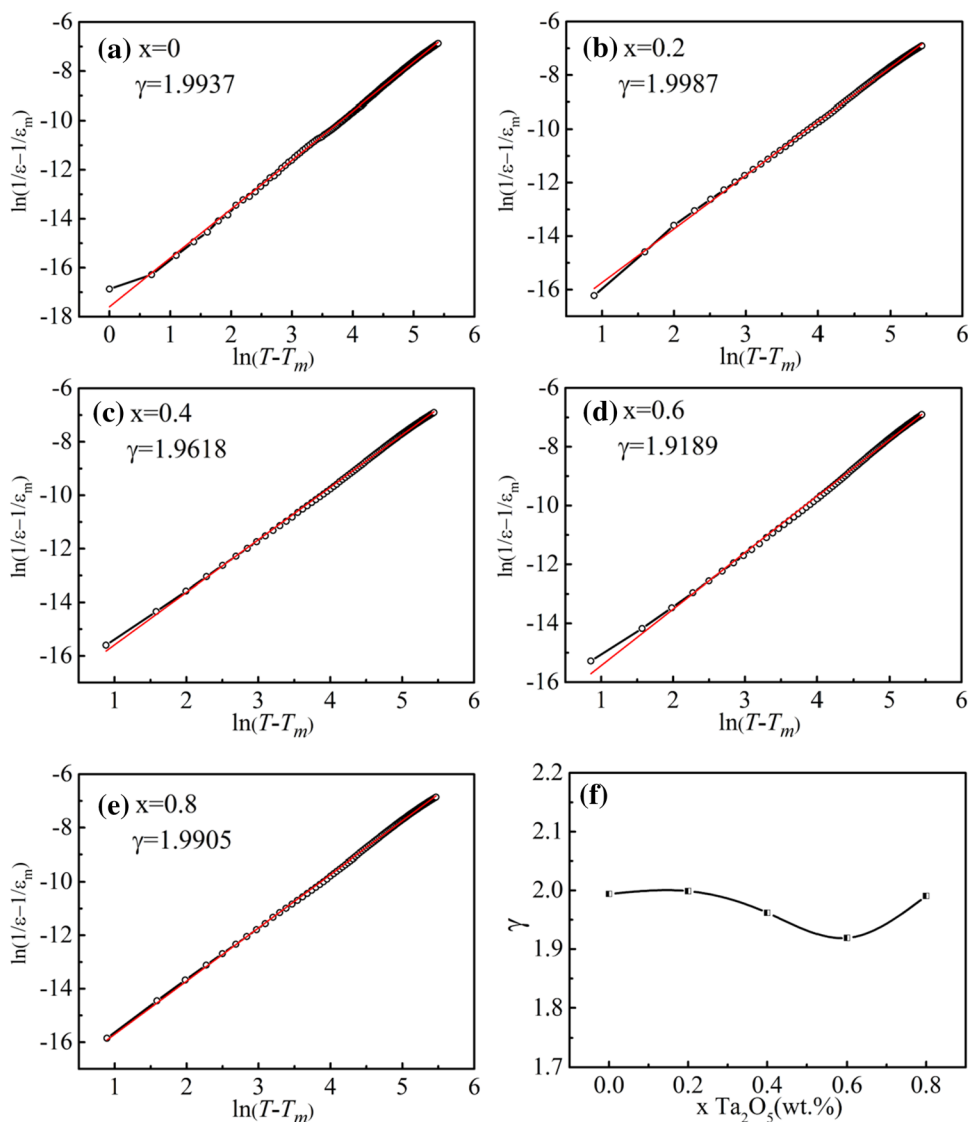 (a) x=0
γ=1.9937
ln(1/ε−1/εm)
-6
-8
-10
-12
-14
-16
-18
0 1 2 3 4 5 6
ln(T-Tm)
(b) x=0.2
γ=1.9987
ln(1/ε−1/εm)
-6
-8
-10
-12
-14
-16
1 2 3 4 5 6
ln(T-Tm)
(c) x=0.4
γ=1.9618
ln(1/ε−1/εm)
-6
-8
-10
-12
-14
-16
1 2 3 4 5 6
ln(T-Tm)
(d) x=0.6
γ=1.9189
ln(1/ε−1/εm)
-6
-8
-10
-12
-14
-16
1 2 3 4 5 6
ln(T-Tm)
(e) x=0.8
γ=1.9905
ln(1/ε−1/εm)
-6
-8
-10
-12
-14
-16
1 2 3 4 5 6
ln(T-Tm)
(f)
γ
2.2
2.1
2.0
1.9
1.8
1.7
0.0 0.2 0.4 0.6 0.8
x Ta2O5(wt.%)